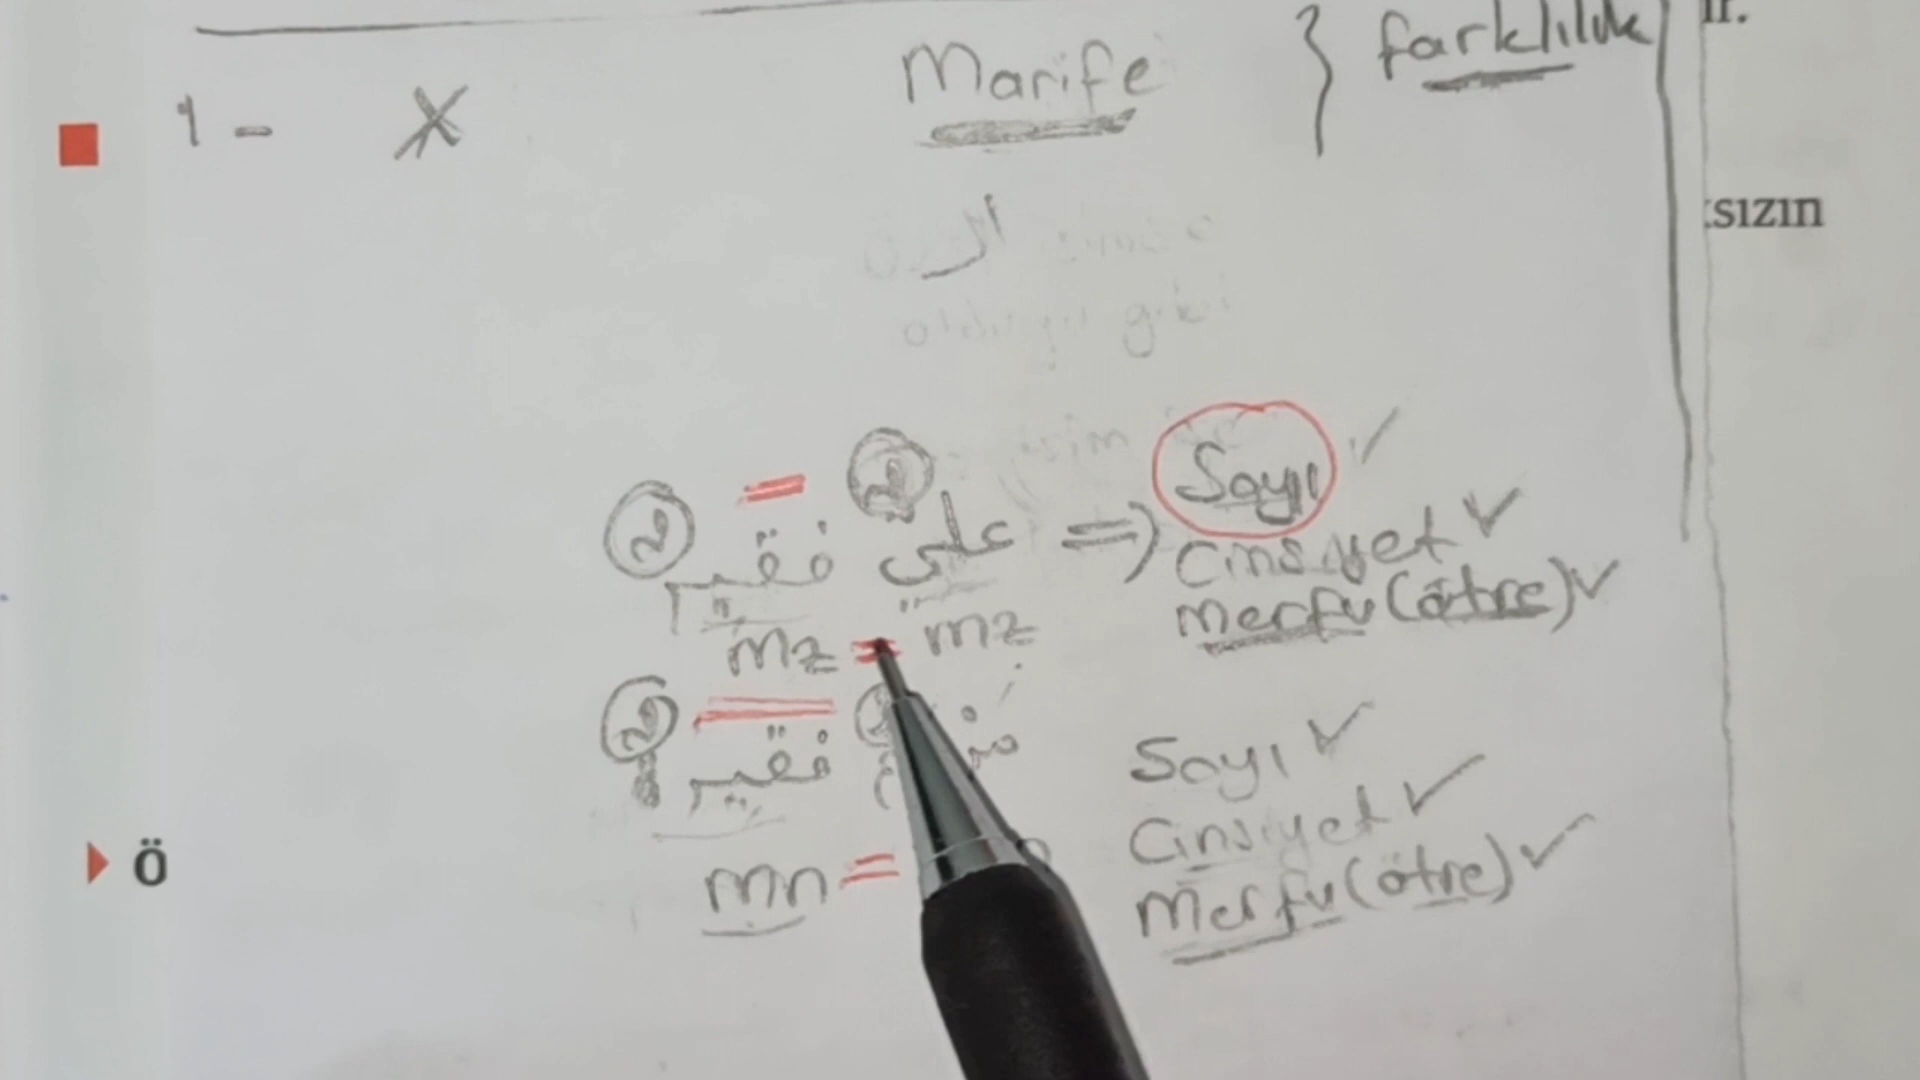 ır.
Marife } farklılık
1 - X
ال
ksızın
Sayı ✓
علي فقير =>
Cinsiyet ✓
Merfu (ötre) ✓
mz = mz
فقير
Sayı ✓
Cinsiyet ✓
mn =
Merfu (ötre) ✓
Ö